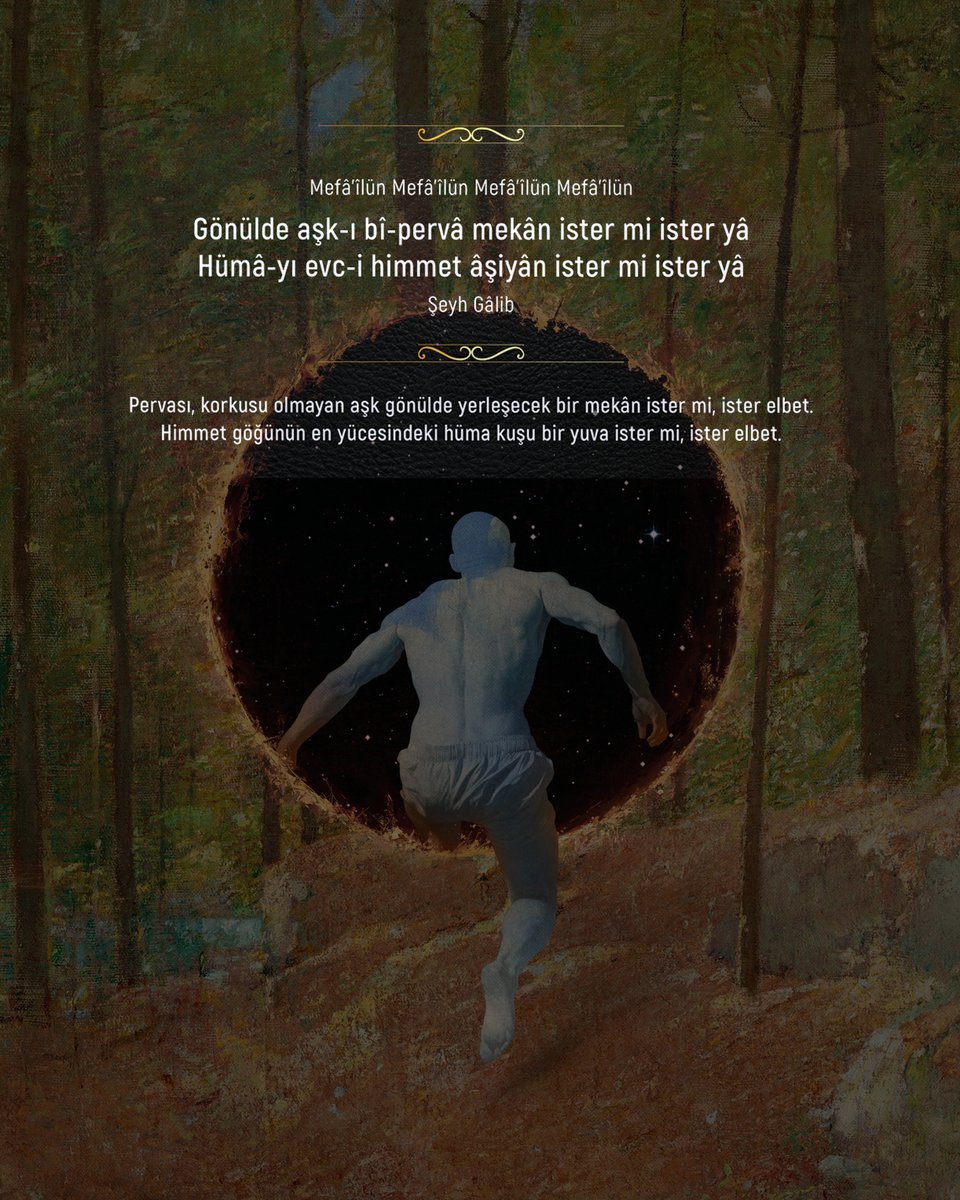 Mefâ'îlün Mefâ'îlün Mefâ'îlün Mefâ'îlün
Gönülde aşk-ı bî-pervâ mekân ister mi ister yâ
Hümâ-yı evc-i himmet âşiyân ister mi ister yâ
Şeyh Gâlib
Pervası, korkusu olmayan aşk gönülde yerleşecek bir mekân ister mi, ister elbet.
Himmet göğünün en yücesindeki hüma kuşu bir yuva ister mi, ister elbet.